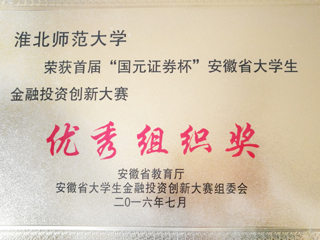 淮北师范大学
荣获首届“国元证券杯”安徽省大学生
金融投资创新大赛
优秀组织奖
安徽省教育厅
安徽省大学生金融投资创新大赛组委会
二〇一六年七月